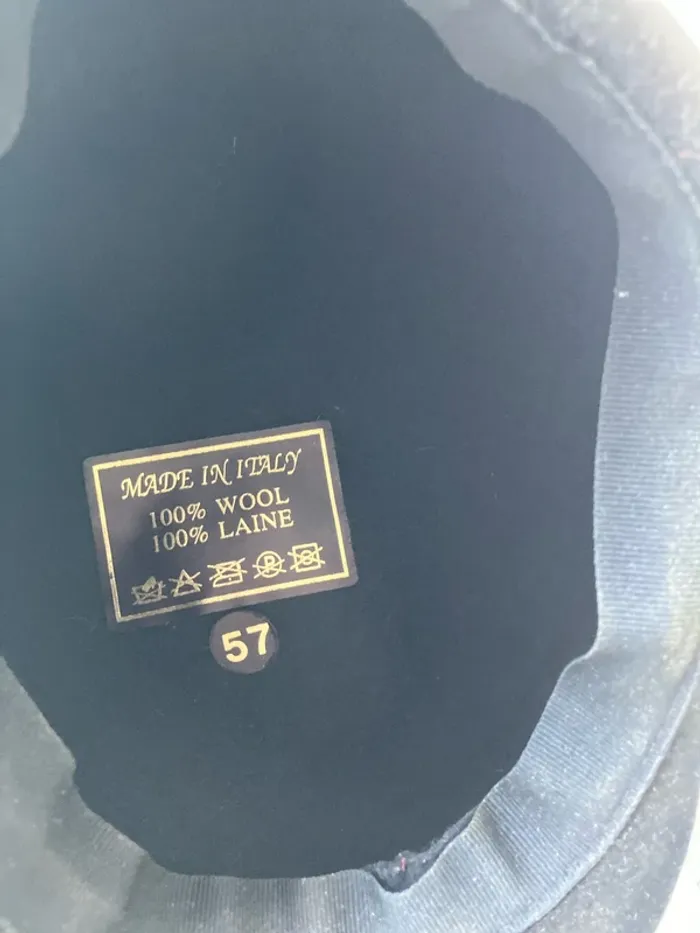 MADE IN ITALY
100% WOOL
100% LAINE
57